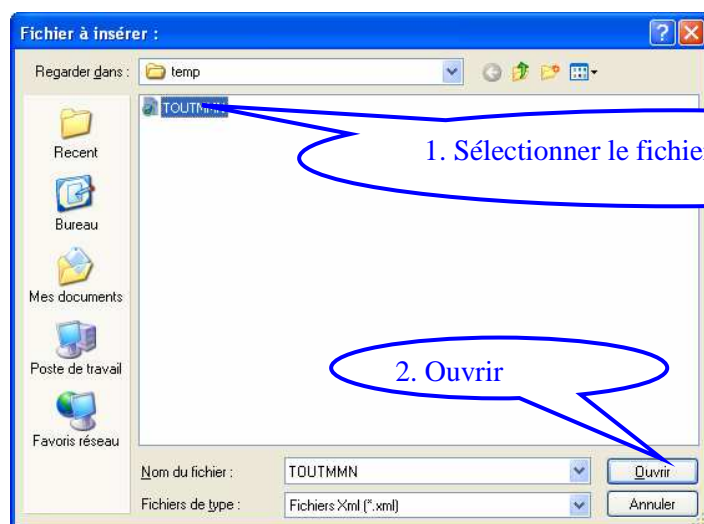 Fichier à insérer :
Regarder dans :
temp
TOUTMMN
1. Sélectionner le fichier
Recent
Bureau
Mes documents
Poste de travail
2. Ouvrir
Favoris réseau
Nom du fichier :
TOUTMMN
Ouvrir
Fichiers de type :
Fichiers Xml (*.xml)
Annuler